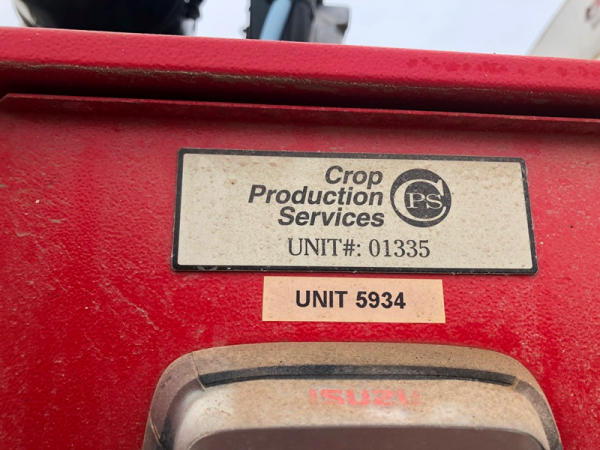 Crop
Production
Services
CPS
UNIT#: 01335
UNIT 5934
ISUZU